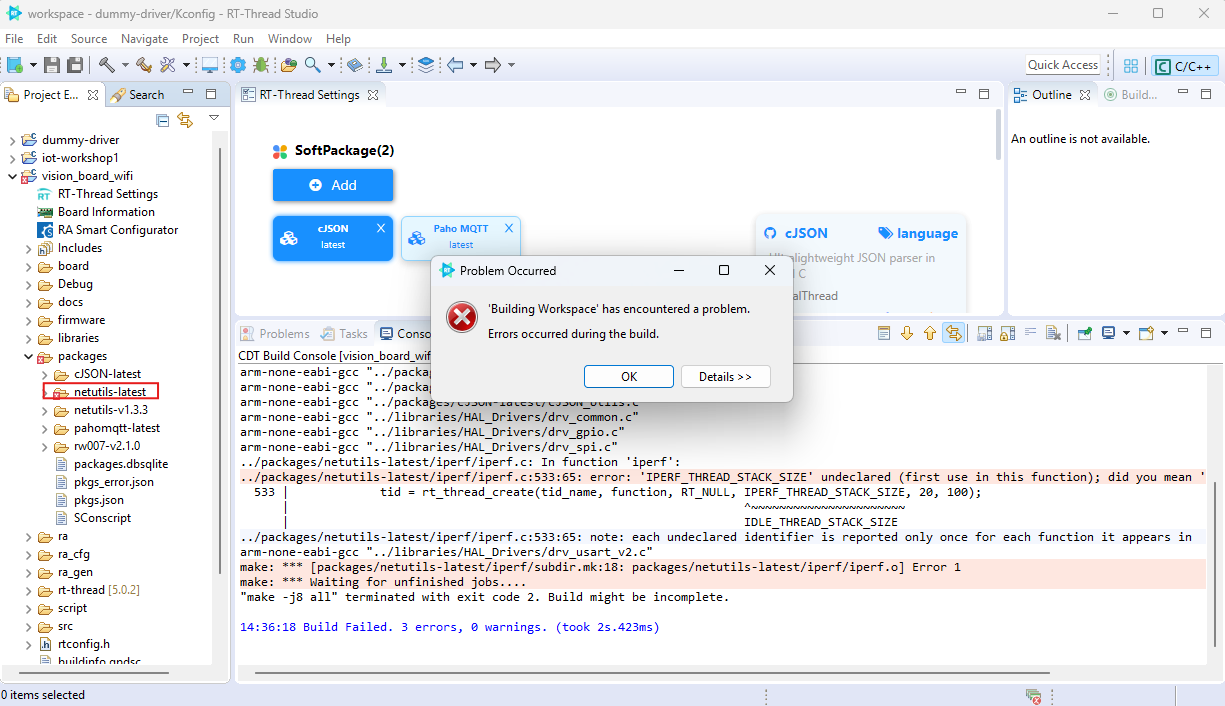 workspace - dummy-driver/Kconfig - RT-Thread Studio
File Edit Source Navigate Project Run Window Help
Quick Access
C/C++
Project E...
Search
dummy-driver
iot-workshop1
vision_board_wifi
RT-Thread Settings
Board Information
RA Smart Configurator
Includes
board
Debug
docs
firmware
libraries
packages
cJSON-latest
netutils-latest
netutils-v1.3.3
pahomqtt-latest
rw007-v2.1.0
packages.dbsqlite
pkgs_error.json
pkgs.json
SConscript
ra
ra_cfg
ra_gen
rt-thread [5.0.2]
script
src
rtconfig.h
buildinfo.gpdsc
RT-Thread Settings
SoftPackage(2)
Add
cJSON
latest
Paho MQTT
latest
cJSON
language
lightweight JSON parser in
C
Thread
Outline
Build...
An outline is not available.
Problem Occurred
'Building Workspace' has encountered a problem.
Errors occurred during the build.
OK
Details >>
Problems
Tasks
Conso
CDT Build Console [vision_board_wif
arm-none-eabi-gcc "../packa
arm-none-eabi-gcc "../packa
arm-none-eabi-gcc "../packages/cJSON-latest/cJSON_utils.c"
arm-none-eabi-gcc "../libraries/HAL_Drivers/drv_common.c"
arm-none-eabi-gcc "../libraries/HAL_Drivers/drv_gpio.c"
arm-none-eabi-gcc "../libraries/HAL_Drivers/drv_spi.c"
../packages/netutils-latest/iperf/iperf.c: In function 'iperf':
../packages/netutils-latest/iperf/iperf.c:533:65: error: 'IPERF_THREAD_STACK_SIZE' undeclared (first use in this function); did you mean '
533 | tid = rt_thread_create(tid_name, function, RT_NULL, IPERF_THREAD_STACK_SIZE, 20, 100);
| ^~~~~~~~~~~~~~~~~~~~~~~
| IDLE_THREAD_STACK_SIZE
../packages/netutils-latest/iperf/iperf.c:533:65: note: each undeclared identifier is reported only once for each function it appears in
arm-none-eabi-gcc "../libraries/HAL_Drivers/drv_usart_v2.c"
make: *** [packages/netutils-latest/iperf/subdir.mk:18: packages/netutils-latest/iperf/iperf.o] Error 1
make: *** Waiting for unfinished jobs....
"make -j8 all" terminated with exit code 2. Build might be incomplete.
14:36:18 Build Failed. 3 errors, 0 warnings. (took 2s.423ms)
0 items selected